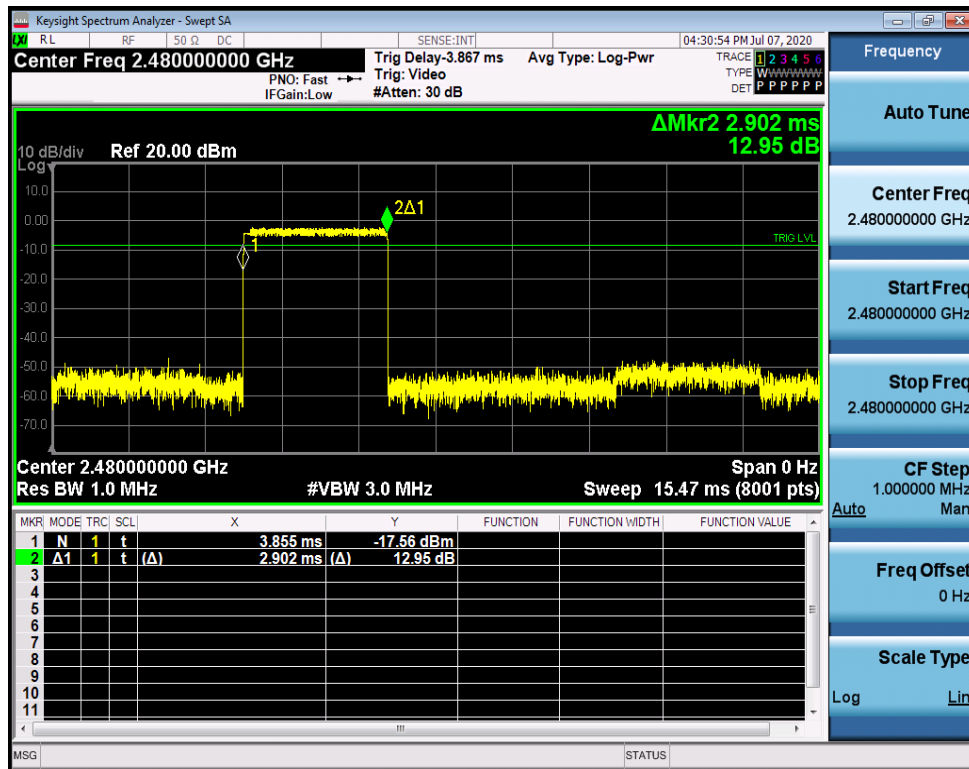 Keysight Spectrum Analyzer - Swept SA
LXI RL RF 50 Ω DC SENSE:INT 04:30:54 PM Jul 07, 2020
Center Freq 2.480000000 GHz
PNO: Fast
IFGain:Low
Trig Delay-3.867 ms
Trig: Video
#Atten: 30 dB
Avg Type: Log-Pwr
TRACE 1 2 3 4 5 6
TYPE WWWWWW
DET P P P P P P
ΔMkr2 2.902 ms
12.95 dB
10 dB/div Ref 20.00 dBm
Log
10.0
0.00
-10.0
-20.0
-30.0
-40.0
-50.0
-60.0
-70.0
2Δ1
1
TRIG LVL
Center 2.480000000 GHz Span 0 Hz
Res BW 1.0 MHz #VBW 3.0 MHz Sweep 15.47 ms (8001 pts)
MKR MODE TRC SCL X Y FUNCTION FUNCTION WIDTH FUNCTION VALUE
1 N 1 t 3.855 ms -17.56 dBm
2 Δ1 1 t (Δ) 2.902 ms (Δ) 12.95 dB
3
4
5
6
7
8
9
10
11
MSG STATUS
Frequency
Auto Tune
Center Freq
2.480000000 GHz
Start Freq
2.480000000 GHz
Stop Freq
2.480000000 GHz
CF Step
1.000000 MHz
Auto Man
Freq Offset
0 Hz
Scale Type
Log Lin